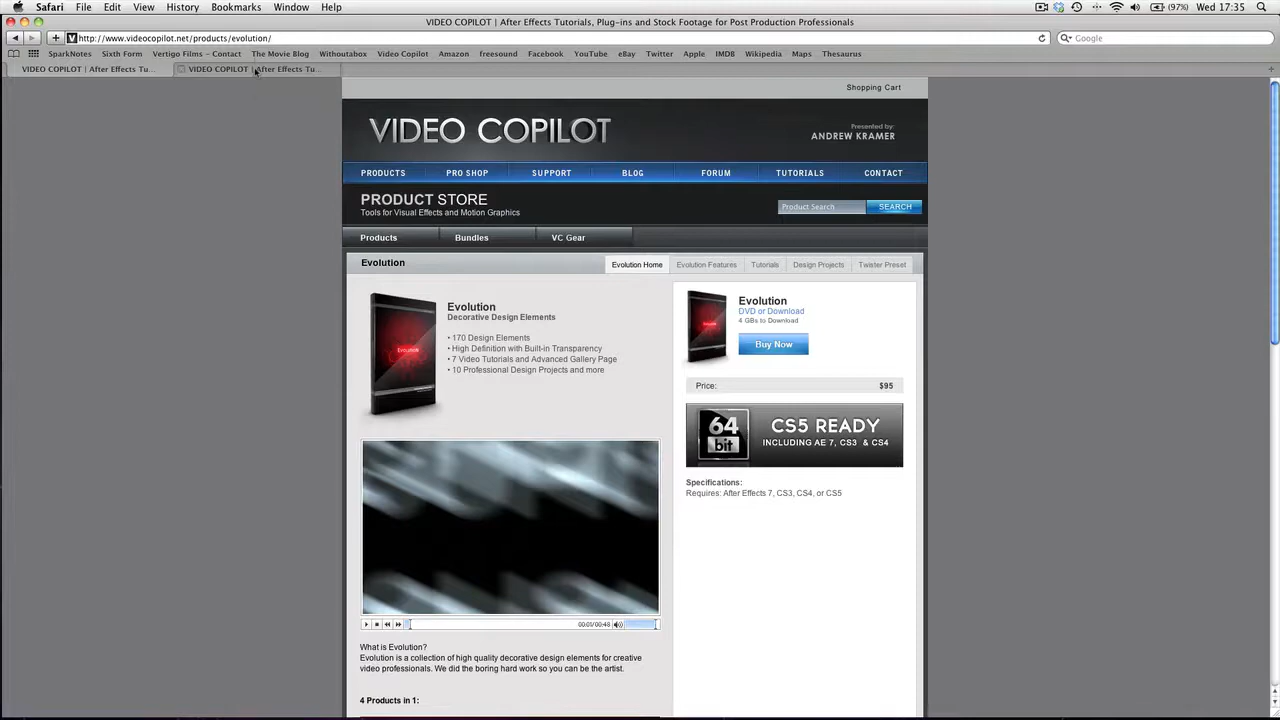 Safari File Edit View History Bookmarks Window Help (97%) Wed 17:35
VIDEO COPILOT | After Effects Tutorials, Plug-ins and Stock Footage for Post Production Professionals
http://www.videocopilot.net/products/evolution/ Google
SparkNotes Sixth Form Vertigo Films – Contact The Movie Blog Withoutabox Video Copilot Amazon freesound Facebook YouTube eBay Twitter Apple IMDB Wikipedia Maps Thesaurus
VIDEO COPILOT | After Effects Tu... VIDEO COPILOT | After Effects Tu...
Shopping Cart
VIDEO COPILOT
Presented by:
ANDREW KRAMER
PRODUCTS PRO SHOP SUPPORT BLOG FORUM TUTORIALS CONTACT
PRODUCT STORE
Tools for Visual Effects and Motion Graphics
Product Search SEARCH
Products Bundles VC Gear
Evolution Evolution Home Evolution Features Tutorials Design Projects Twister Preset
Evolution
Decorative Design Elements
• 170 Design Elements
• High Definition with Built-in Transparency
• 7 Video Tutorials and Advanced Gallery Page
• 10 Professional Design Projects and more
Evolution
DVD or Download
4 GBs to Download
Buy Now
Price: $95
64 bit
CS5 READY
INCLUDING AE 7, CS3 & CS4
Specifications:
Requires: After Effects 7, CS3, CS4, or CS5
00:01/00:48
What is Evolution?
Evolution is a collection of high quality decorative design elements for creative
video professionals. We did the boring hard work so you can be the artist.
4 Products in 1: